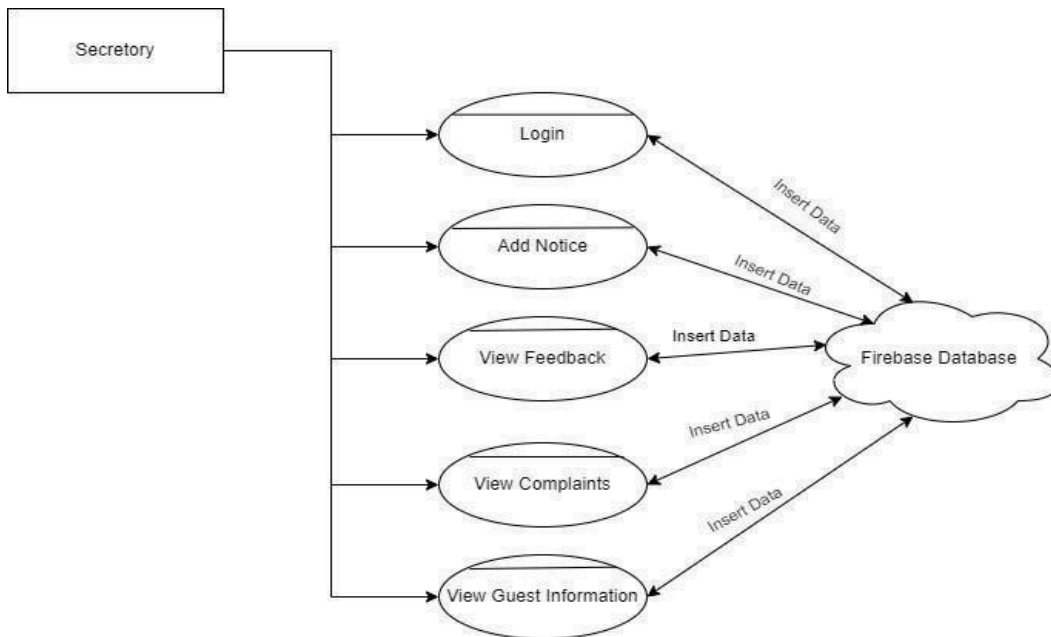 Secretory
Login
Insert Data
Add Notice
Insert Data
View Feedback
Insert Data
Firebase Database
View Complaints
Insert Data
View Guest Information
Insert Data